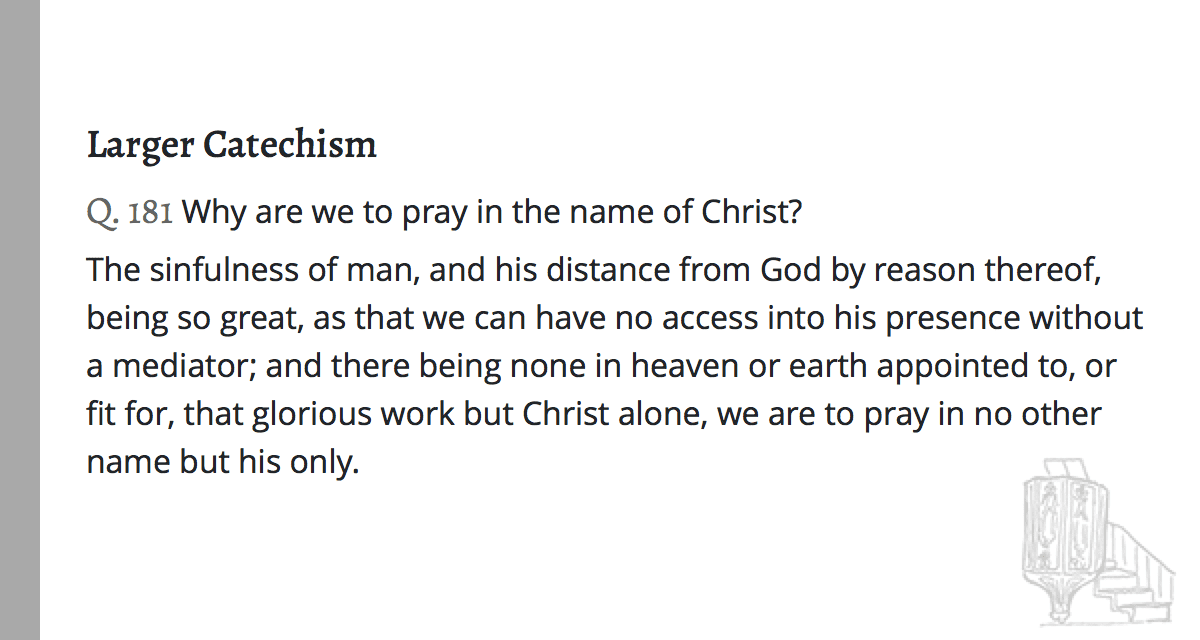 Larger Catechism
Q. 181 Why are we to pray in the name of Christ?
The sinfulness of man, and his distance from God by reason thereof,
being so great, as that we can have no access into his presence without
a mediator; and there being none in heaven or earth appointed to, or
fit for, that glorious work but Christ alone, we are to pray in no other
name but his only.